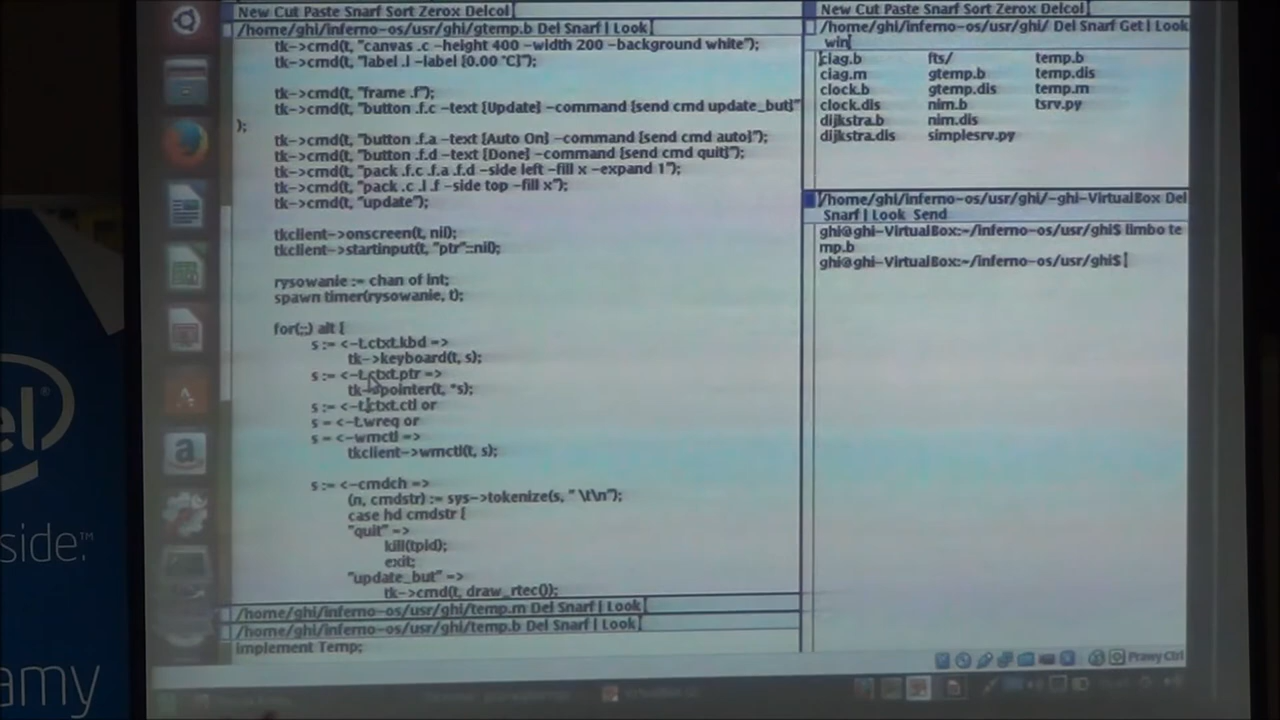 New Cut Paste Snarf Sort Zerox Delcol
/home/ghi/inferno-os/usr/ghi/gtemp.b Del Snarf | Look
tk->cmd(t, "canvas .c -height 400 -width 200 -background white");
tk->cmd(t, "label .l -label {0.00 °C}");
tk->cmd(t, "frame .f");
tk->cmd(t, "button .f.c -text {Update} -command {send cmd update_but}"
);
tk->cmd(t, "button .f.a -text {Auto On} -command {send cmd auto}");
tk->cmd(t, "button .f.d -text {Done} -command {send cmd quit}");
tk->cmd(t, "pack .f.c .f.a .f.d -side left -fill x -expand 1");
tk->cmd(t, "pack .c .l .f -side top -fill x");
tk->cmd(t, "update");
tkclient->onscreen(t, nil);
tkclient->startinput(t, "ptr"::nil);
rysowanie := chan of int;
spawn timer(rysowanie, t);
for(;;) alt {
s := <-t.ctxt.kbd =>
tk->keyboard(t, s);
s := <-t.ctxt.ptr =>
tk->pointer(t, *s);
s := <-t.ctxt.ctl or
s = <-t.wreq or
s = <-wmctl =>
tkclient->wmctl(t, s);
s := <-cmdch =>
(n, cmdstr) := sys->tokenize(s, " \t\n");
case hd cmdstr {
"quit" =>
kill(tpid);
exit;
"update_but" =>
tk->cmd(t, draw_rtec());
/home/ghi/inferno-os/usr/ghi/temp.m Del Snarf | Look
/home/ghi/inferno-os/usr/ghi/temp.b Del Snarf | Look
implement Temp;
New Cut Paste Snarf Sort Zerox Delcol
/home/ghi/inferno-os/usr/ghi/ Del Snarf Get | Look
win
ciag.b fts/ temp.b
ciag.m gtemp.b temp.dis
clock.b gtemp.dis temp.m
clock.dis nim.b tsrv.py
dijkstra.b nim.dis
dijkstra.dis simplesrv.py
/home/ghi/inferno-os/usr/ghi/-ghi-VirtualBox Del
Snarf | Look Send
ghi@ghi-VirtualBox:~/inferno-os/usr/ghi$ limbo te
mp.b
ghi@ghi-VirtualBox:~/inferno-os/usr/ghi$
Prawy Ctrl
el
side:™
amy